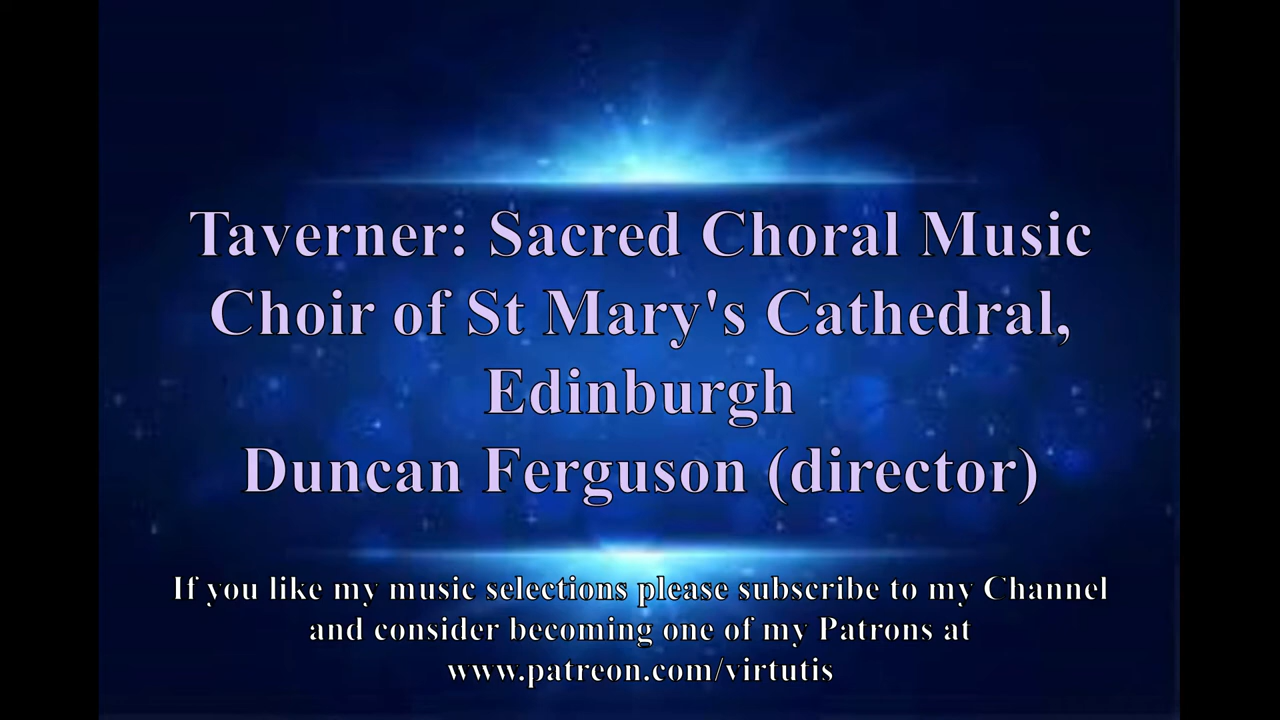 Taverner: Sacred Choral Music
Choir of St Mary's Cathedral,
Edinburgh
Duncan Ferguson (director)
If you like my music selections please subscribe to my Channel
and consider becoming one of my Patrons at
www.patreon.com/virtutis